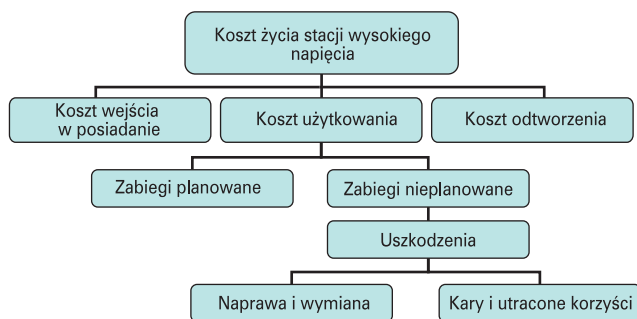 Koszt życia stacji wysokiego
napięcia
Koszt wejścia
w posiadanie
Koszt użytkowania
Koszt odtworzenia
Zabiegi planowane
Zabiegi nieplanowane
Uszkodzenia
Naprawa i wymiana
Kary i utracone korzyści